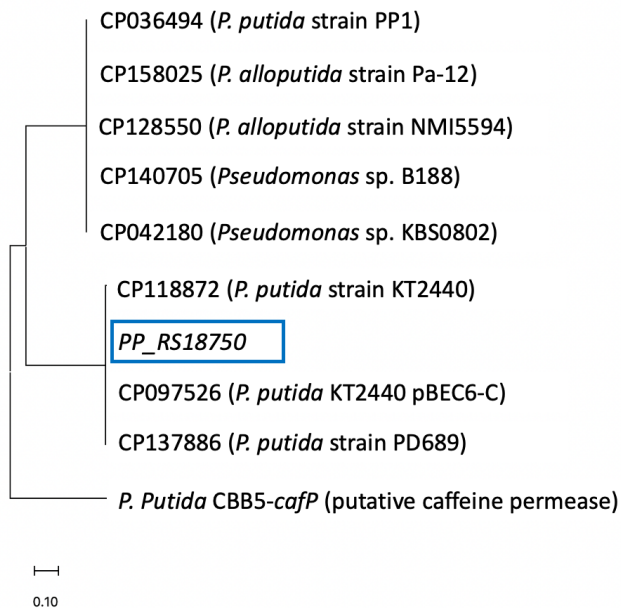 CP036494 (P. putida strain PP1)
CP158025 (P. alloputida strain Pa-12)
CP128550 (P. alloputida strain NMI5594)
CP140705 (Pseudomonas sp. B188)
CP042180 (Pseudomonas sp. KBS0802)
CP118872 (P. putida strain KT2440)
PP_RS18750
CP097526 (P. putida KT2440 pBEC6-C)
CP137886 (P. putida strain PD689)
P. Putida CBB5-cafP (putative caffeine permease)
0.10